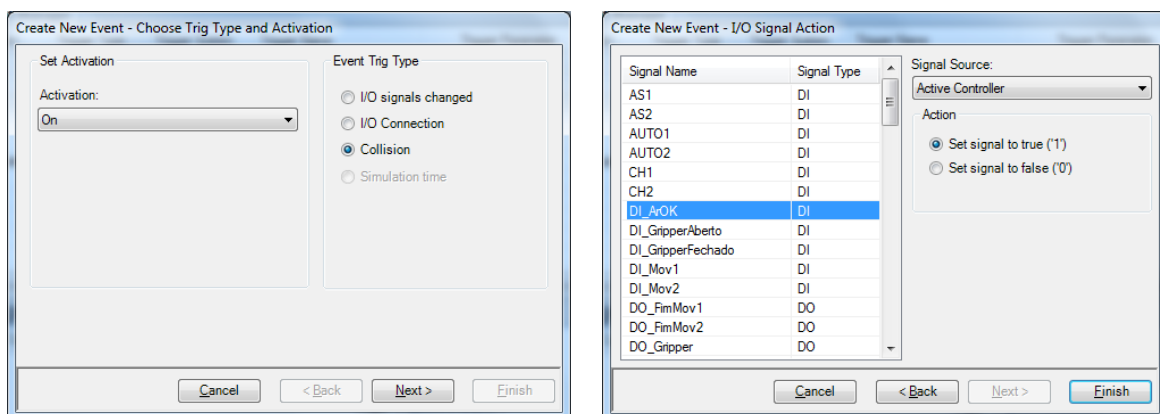 Create New Event - Choose Trig Type and Activation
Set Activation
Activation:
On
Event Trig Type
I/O signals changed
I/O Connection
Collision
Simulation time
Cancel
< Back
Next >
Finish
Create New Event - I/O Signal Action
Signal Name Signal Type
AS1 DI
AS2 DI
AUTO1 DI
AUTO2 DI
CH1 DI
CH2 DI
DI_ArOK DI
DI_GripperAberto DI
DI_GripperFechado DI
DI_Mov1 DI
DI_Mov2 DI
DO_FimMov1 DO
DO_FimMov2 DO
DO_Gripper DO
Signal Source:
Active Controller
Action
Set signal to true ('1')
Set signal to false ('0')
Cancel
< Back
Next >
Finish